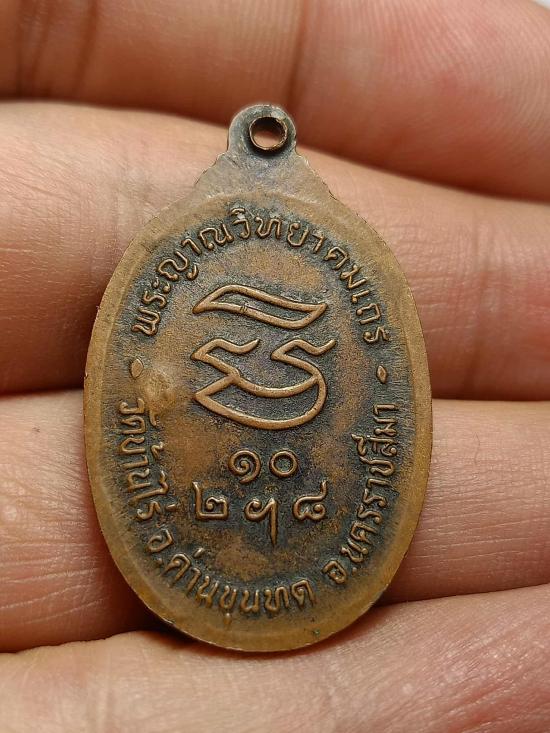 พระญาณวิทยาคมเถร
๑๐
๒ ๘
วัดบ้านไร่ อ.ด่านขุนทด จ.นครราชสีมา